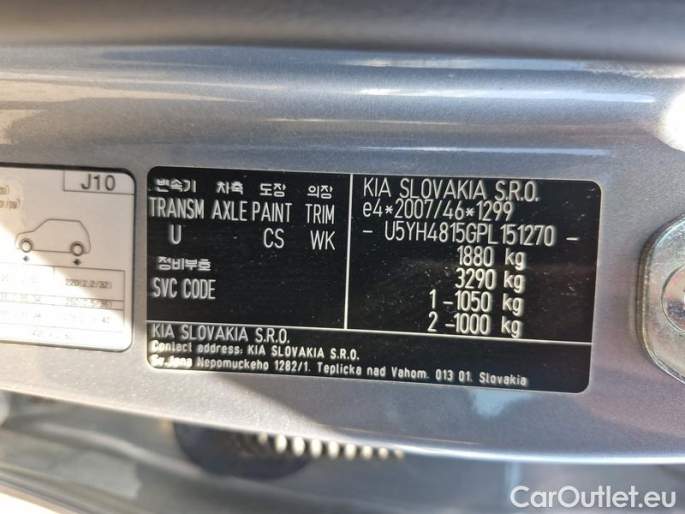 J10
변속기 차축 도장 의장
TRANSM AXLE PAINT TRIM
U CS WK
정비부호
SVC CODE
KIA SLOVAKIA S.R.O.
e4*2007/46*1299
- U5YH4815GPL151270 -
1880 kg
3290 kg
1 -1050 kg
2 -1000 kg
KIA SLOVAKIA S.R.O.
Contact address: KIA SLOVAKIA S.R.O.
Sv.Jana Nepomuckeho 1282/1. Teplicka nad Vahom. 013 01. Slovakia
CarOutlet.eu